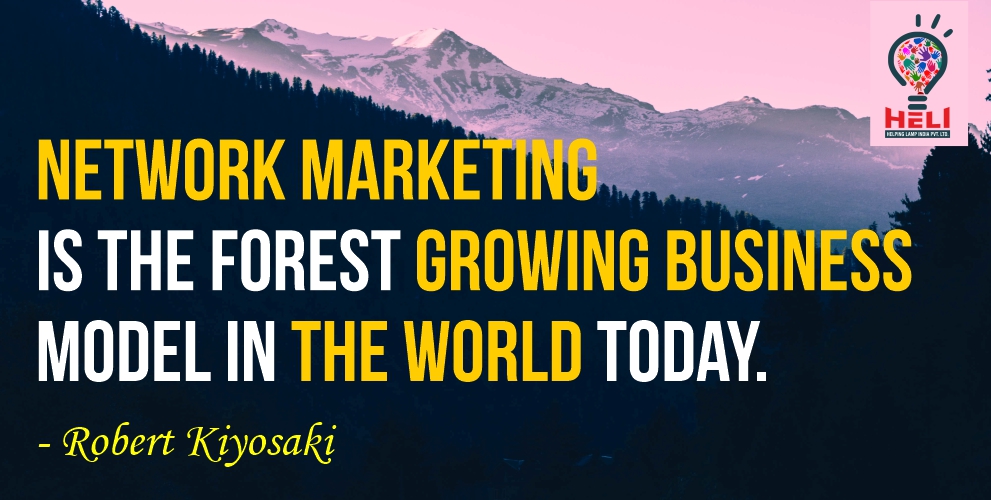 HELI
HELPING LAMP INDIA PVT. LTD.
NETWORK MARKETING
IS THE FOREST GROWING BUSINESS
MODEL IN THE WORLD TODAY.
- Robert Kiyosaki